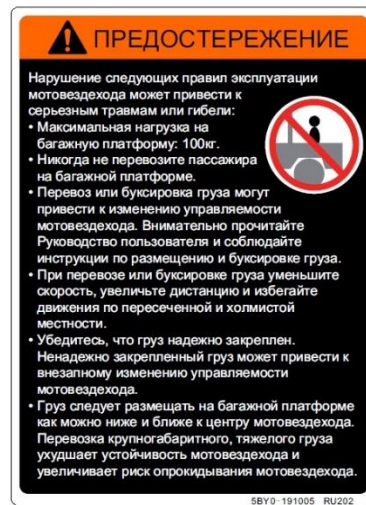 ПРЕДОСТЕРЕЖЕНИЕ
Нарушение следующих правил эксплуатации
мотовездехода может привести к
серьезным травмам или гибели:
• Максимальная нагрузка на
багажную платформу: 100кг.
• Никогда не перевозите пассажира
на багажной платформе.
• Перевоз или буксировка груза могут
привести к изменению управляемости
мотовездехода. Внимательно прочитайте
Руководство пользователя и соблюдайте
инструкции по размещению и буксировке груза.
• При перевозе или буксировке груза уменьшите
скорость, увеличьте дистанцию и избегайте
движения по пересеченной и холмистой
местности.
• Убедитесь, что груз надежно закреплен.
Ненадежно закрепленный груз может привести к
внезапному изменению управляемости
мотовездехода.
• Груз следует размещать на багажной платформе
как можно ниже и ближе к центру мотовездехода.
Перевозка крупногабаритного, тяжелого груза
ухудшает устойчивость мотовездехода и
увеличивает риск опрокидывания мотовездехода.
5BY0-191005 RU202